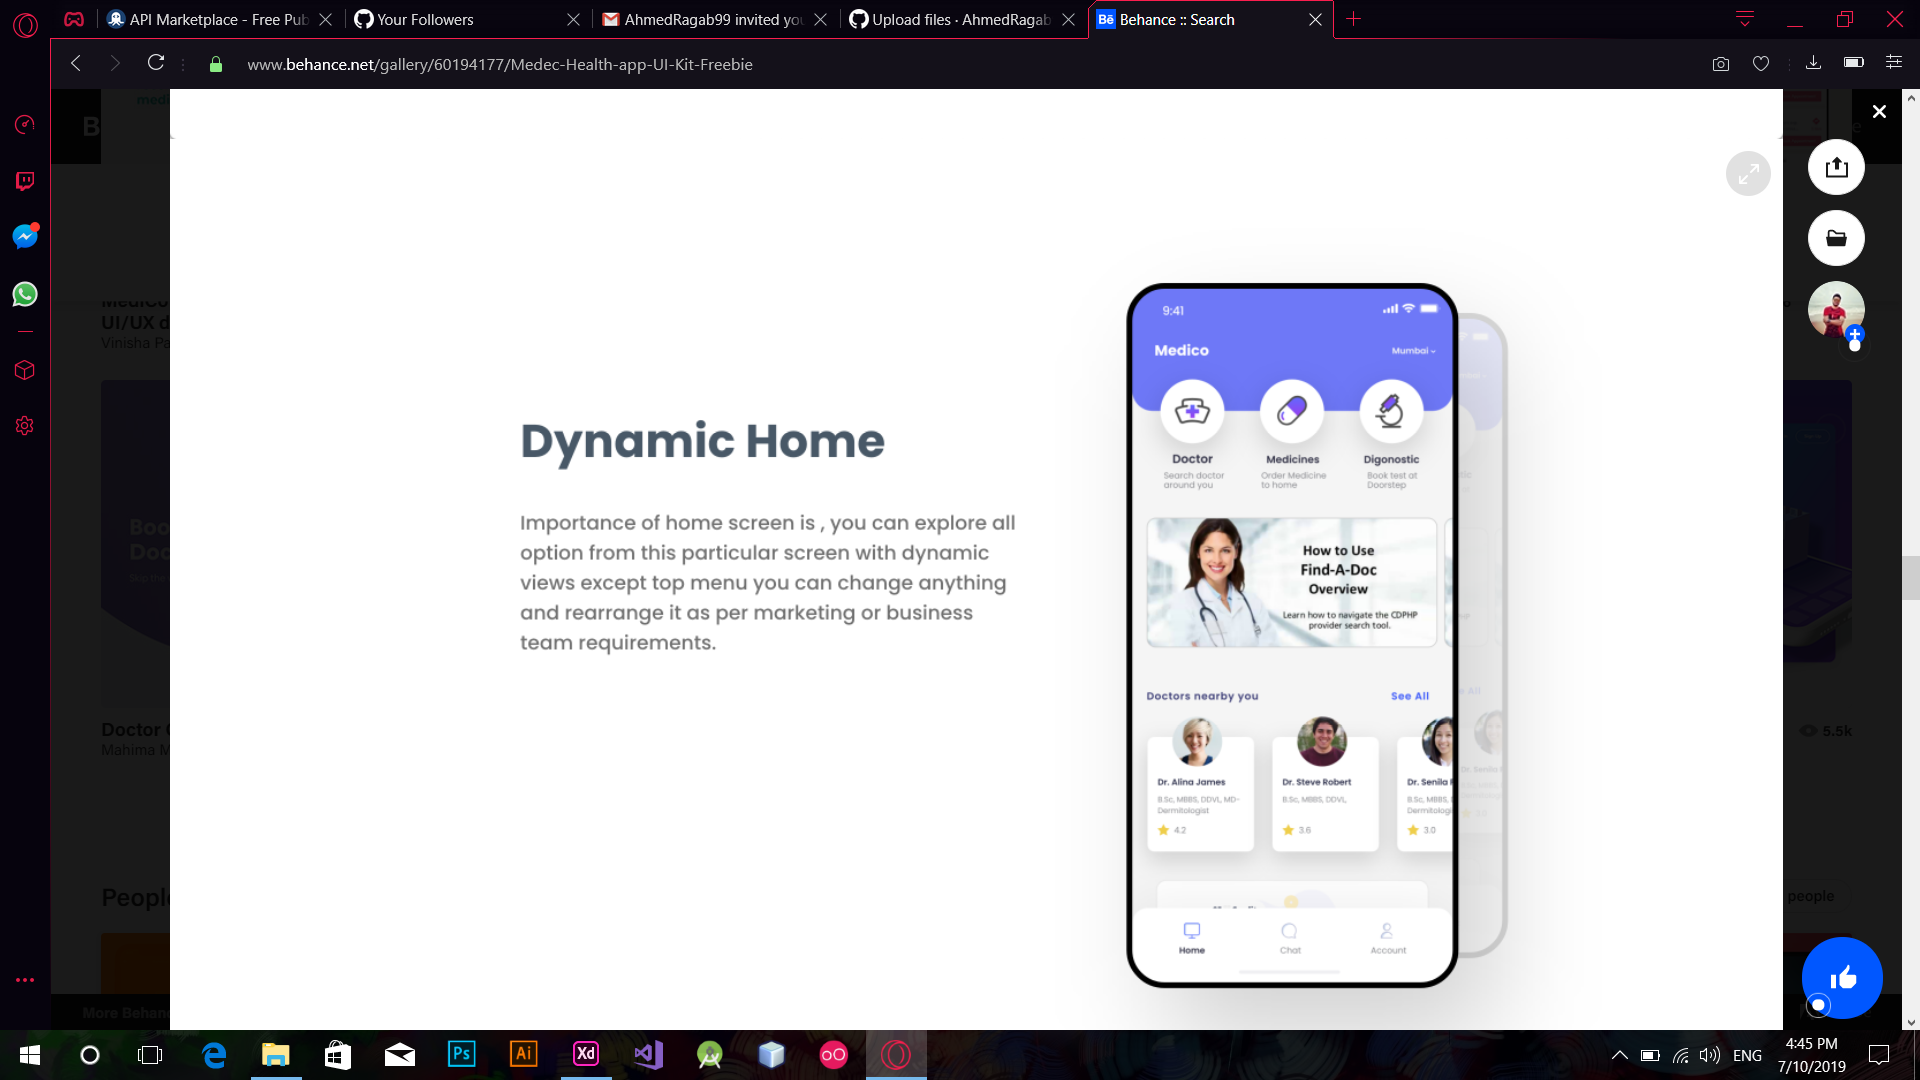 API Marketplace - Free Pub
Your Followers
AhmedRagab99 invited you
Upload files · AhmedRagab
Behance :: Search
www.behance.net/gallery/60194177/Medec-Health-app-UI-Kit-Freebie
UI/UX d
Vinisha Pa
Doctor
Mahima M
5.5k
People
people
More Behan
Dynamic Home
Importance of home screen is , you can explore all
option from this particular screen with dynamic
views except top menu you can change anything
and rearrange it as per marketing or business
team requirements.
9:41
Medico
Mumbai
Doctor
Search doctor
around you
Medicines
Order Medicine
to home
Digonostic
Book test at
Doorstep
How to Use
Find-A-Doc
Overview
Learn how to navigate the CDPHP
provider search tool.
Doctors nearby you
See All
Dr. Alina James
B.Sc, MBBS, DDVL, MD-
Dermitologist
4.2
Dr. Steve Robert
B.Sc, MBBS, DDVL,
3.6
Dr. Senila
B.Sc, MBBS,
Dermitolog
3.0
Home
Chat
Account
Ps
Ai
Xd
ENG
4:45 PM
7/10/2019